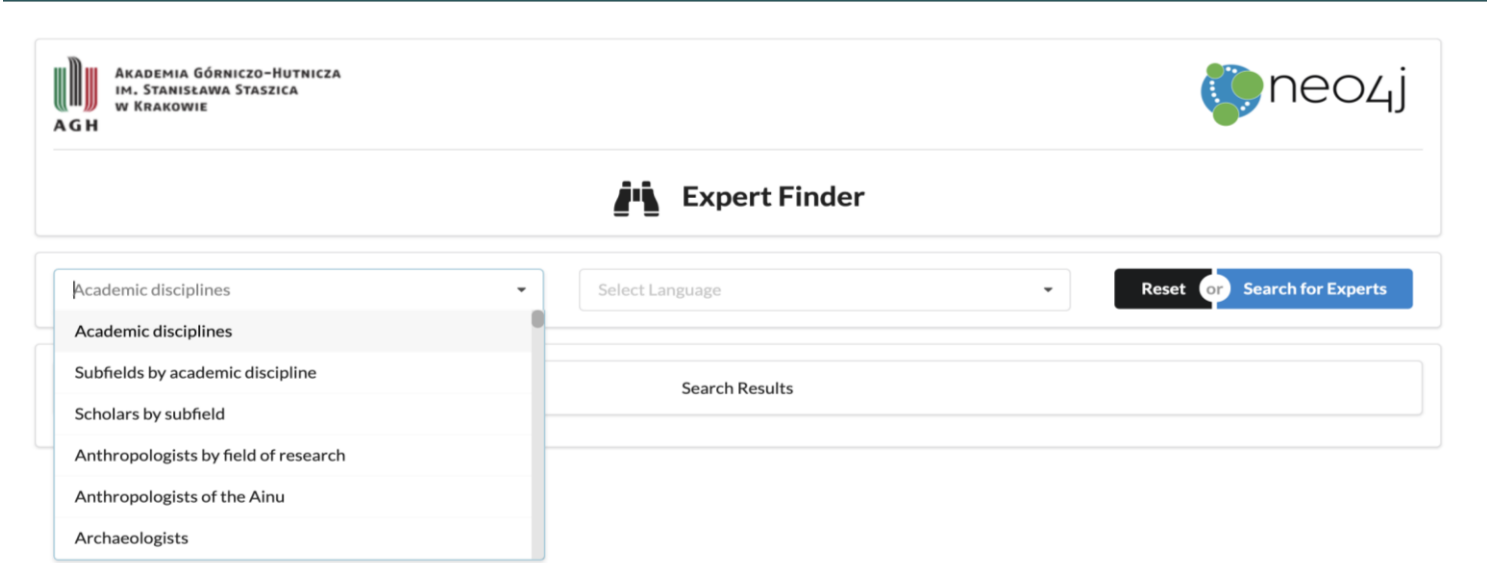 AKADEMIA GÓRNICZO-HUTNICZA
IM. STANISŁAWA STASZICA
W KRAKOWIE
AGH
neo4j
Expert Finder
Academic disciplines
Select Language
Reset or Search for Experts
Academic disciplines
Subfields by academic discipline
Search Results
Scholars by subfield
Anthropologists by field of research
Anthropologists of the Ainu
Archaeologists